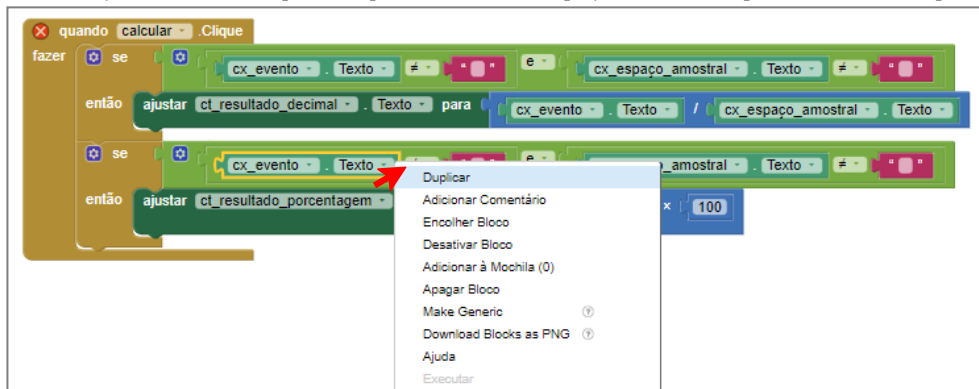 quando calcular .Clique
fazer se cx_evento . Texto ≠ " " e cx_espaço_amostral . Texto ≠ " "
então ajustar ct_resultado_decimal . Texto para cx_evento . Texto / cx_espaço_amostral . Texto
se cx_evento . Texto ≠ " " e _amostral . Texto ≠ " "
então ajustar ct_resultado_porcentagem × 100
Duplicar
Adicionar Comentário
Encolher Bloco
Desativar Bloco
Adicionar à Mochila (0)
Apagar Bloco
Make Generic ?
Download Blocks as PNG ?
Ajuda
Executar